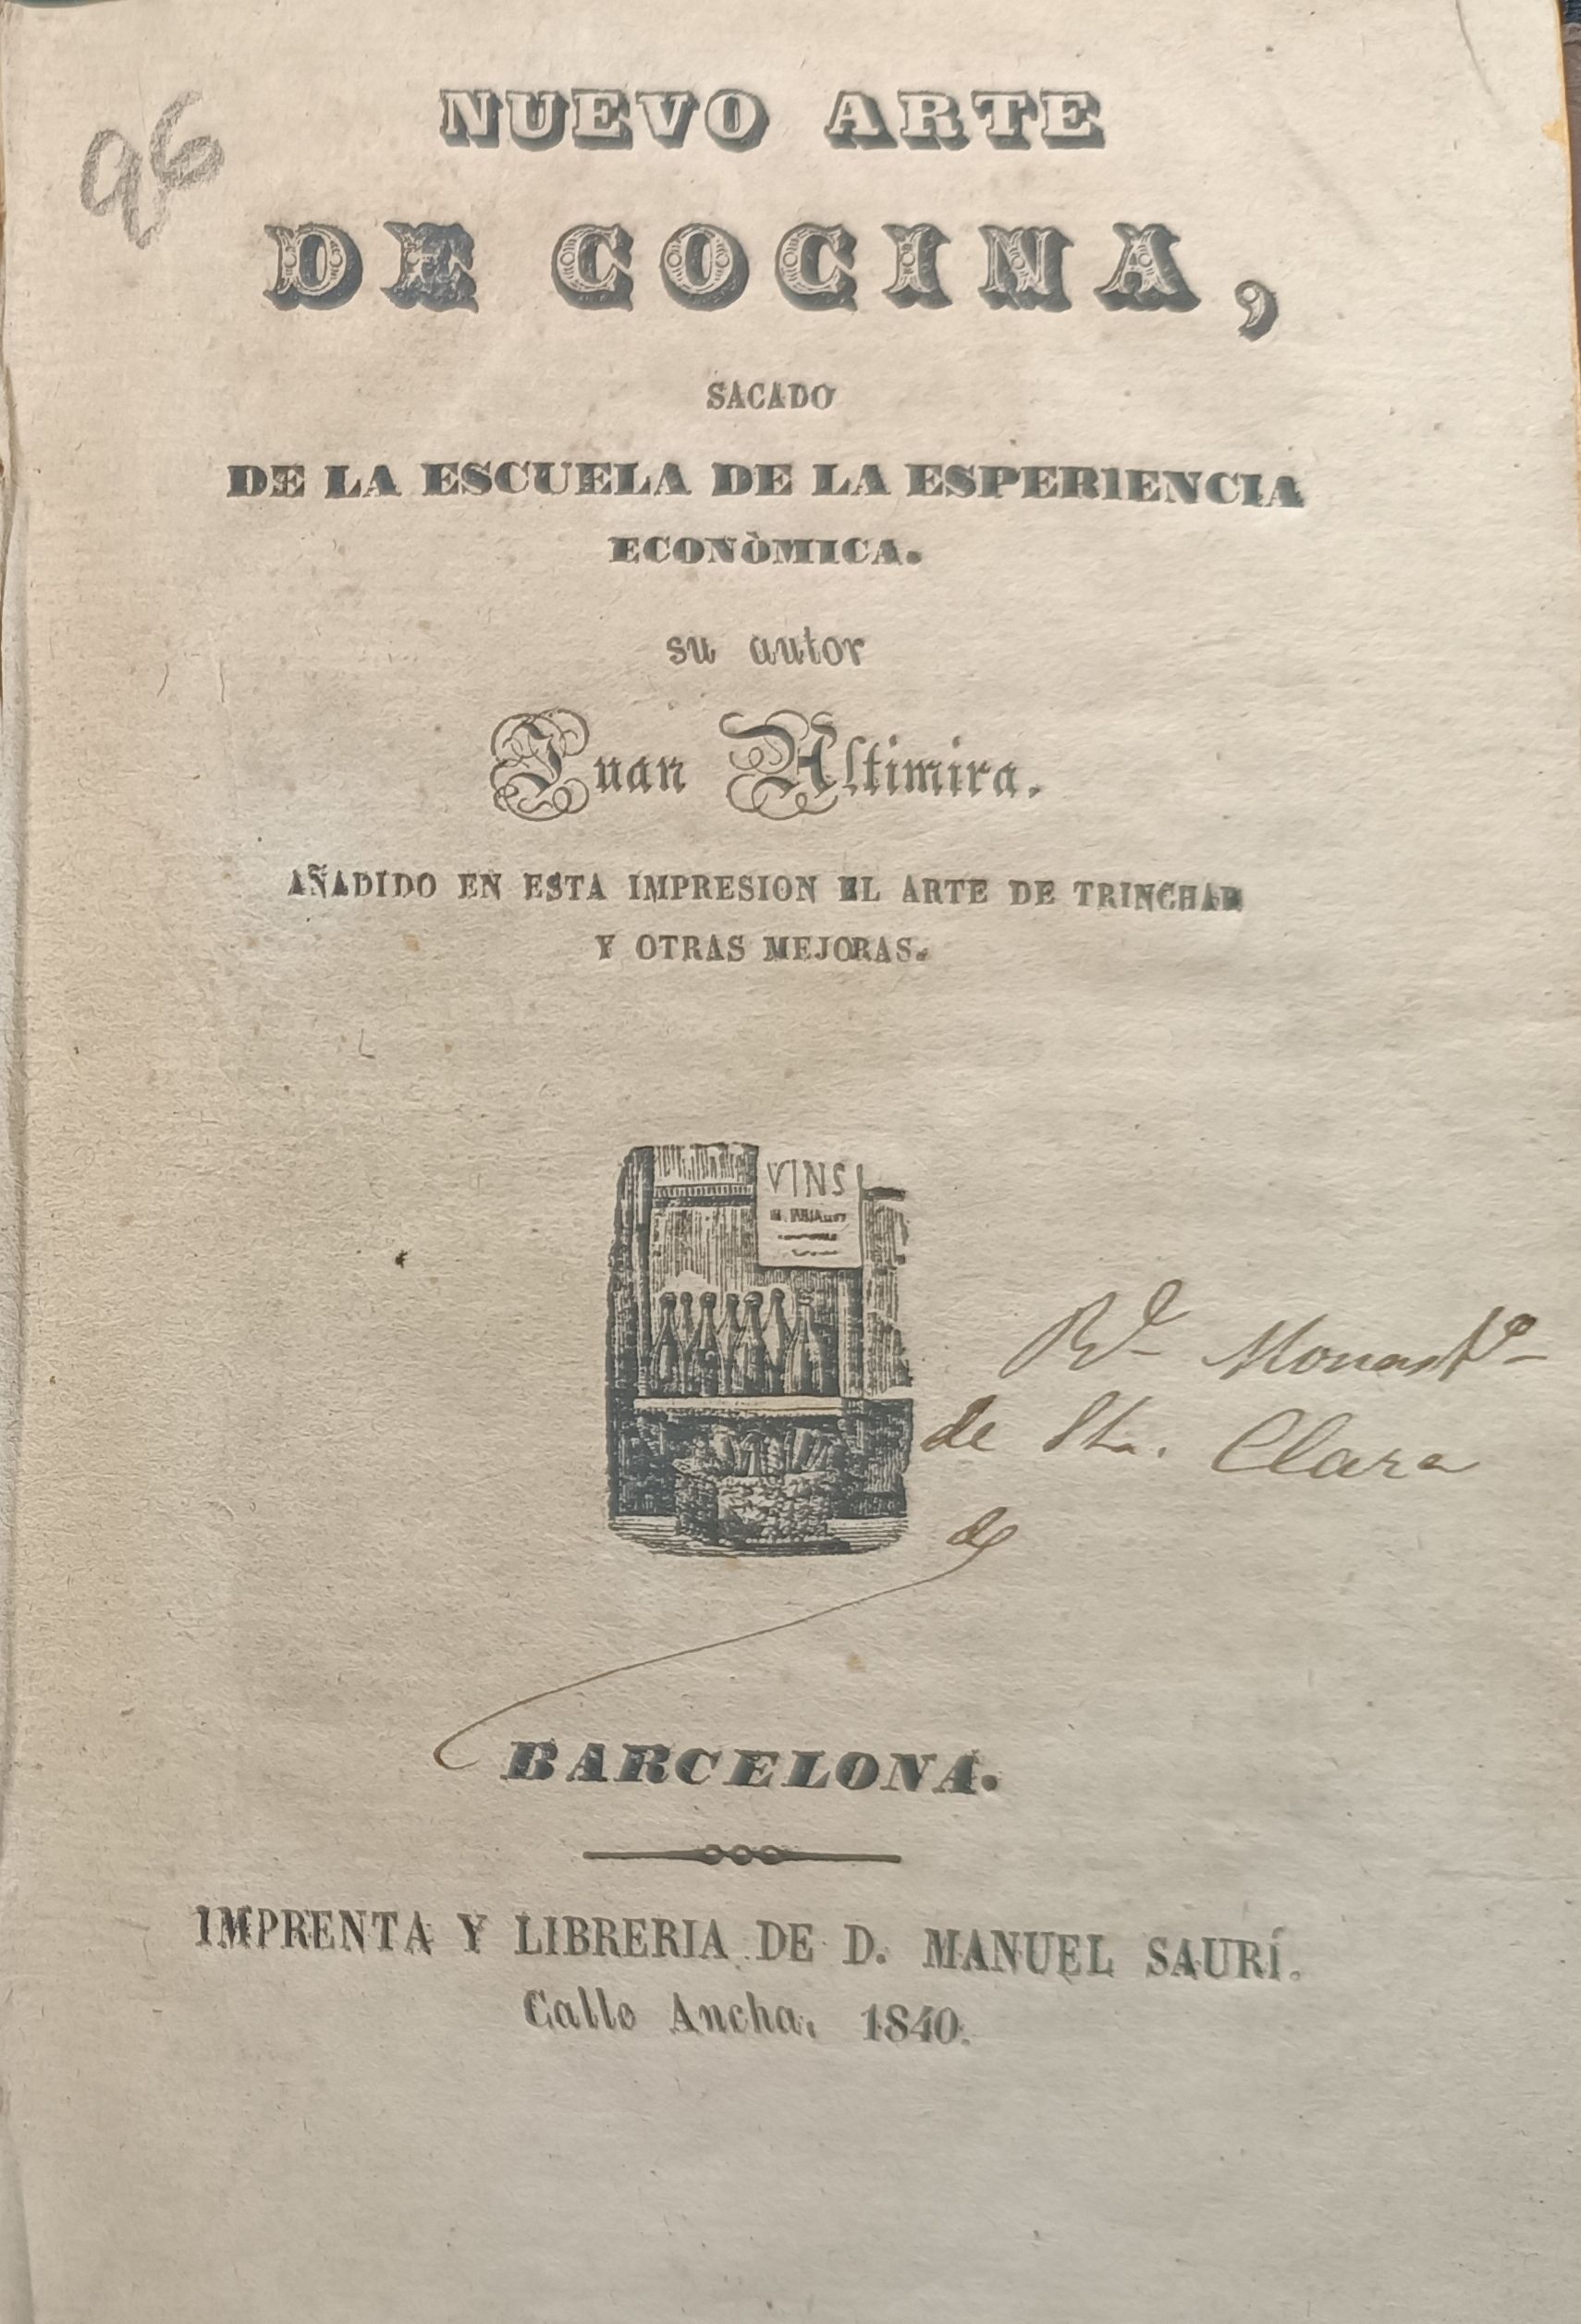 96
NUEVO ARTE
DE COCINA,
SACADO
DE LA ESCUELA DE LA ESPERIENCIA
ECONÒMICA.
su autor
Juan Altimira.
AÑADIDO EN ESTA IMPRESION EL ARTE DE TRINCHAR
Y OTRAS MEJORAS.
VINS
Rl. Monastº
de Sta. Clara
de
BARCELONA.
IMPRENTA Y LIBRERIA DE D. MANUEL SAURÍ.
Calle Ancha, 1840.